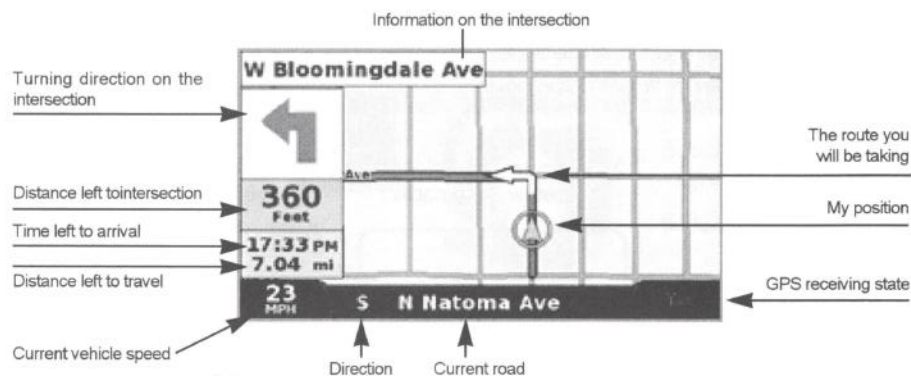 Information on the intersection
W Bloomingdale Ave
Turning direction on the
intersection
The route you
will be taking
Ave
Distance left tointersection
360
Feet
My position
Time left to arrival
17:33 PM
7.04 mi
Distance left to travel
GPS receiving state
23
MPH
S N Natoma Ave
Current vehicle speed
Direction
Current road